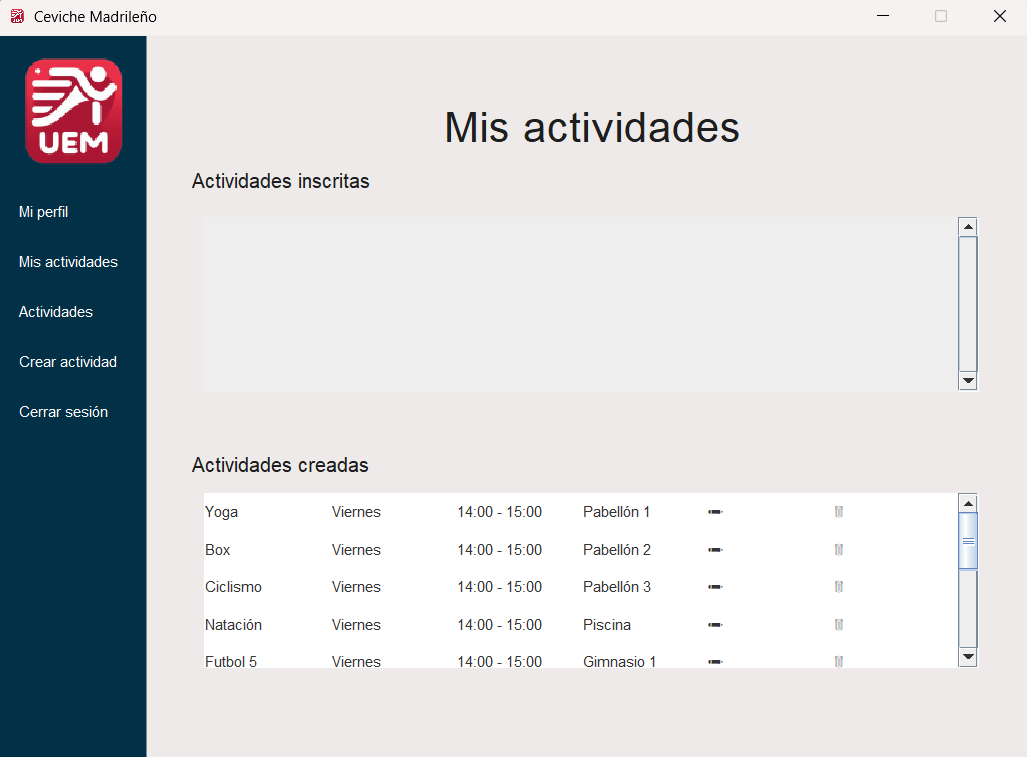 Ceviche Madrileño
UEM
Mi perfil
Mis actividades
Actividades
Crear actividad
Cerrar sesión
Mis actividades
Actividades inscritas
Actividades creadas
Yoga Viernes 14:00 - 15:00 Pabellón 1
Box Viernes 14:00 - 15:00 Pabellón 2
Ciclismo Viernes 14:00 - 15:00 Pabellón 3
Natación Viernes 14:00 - 15:00 Piscina
Futbol 5 Viernes 14:00 - 15:00 Gimnasio 1